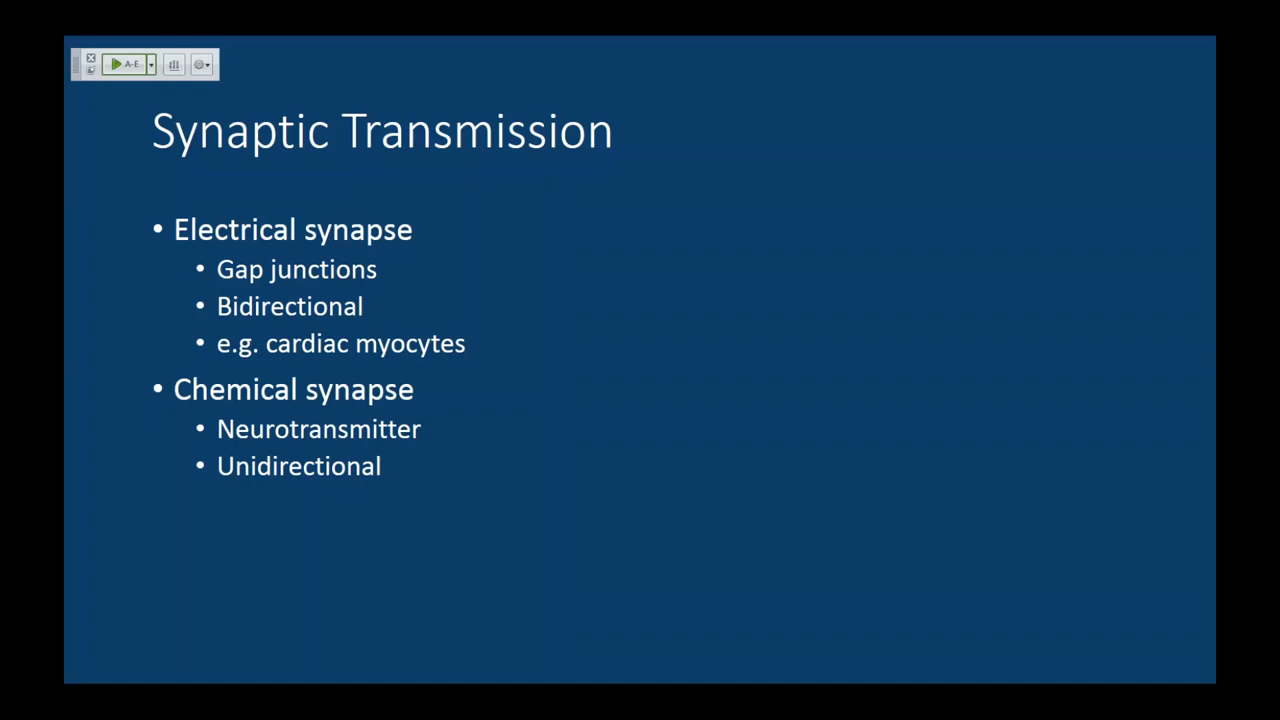 A-E
Synaptic Transmission
• Electrical synapse
• Gap junctions
• Bidirectional
• e.g. cardiac myocytes
• Chemical synapse
• Neurotransmitter
• Unidirectional